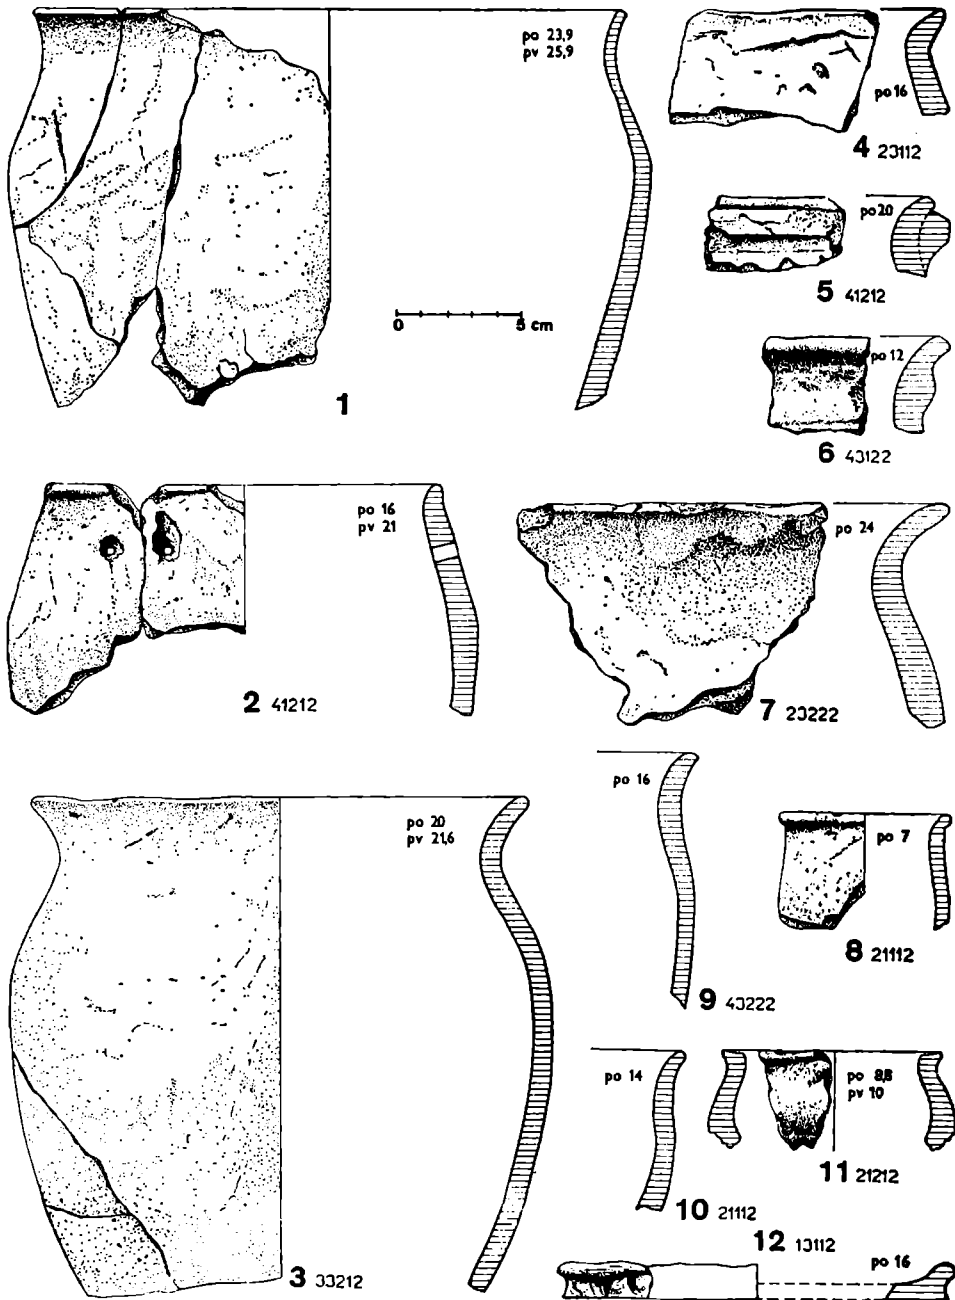 po 23,9
pv 25,9
0 5 cm
1
po 16
4 23112
po 20
5 41212
po 12
6 43122
po 16
pv 21
2 41212
po 24
7 23222
po 20
pv 21,6
3 33212
po 16
9 43222
po 7
8 21112
po 14
10 21112
po 8,8
pv 10
11 21212
12 13112
po 16